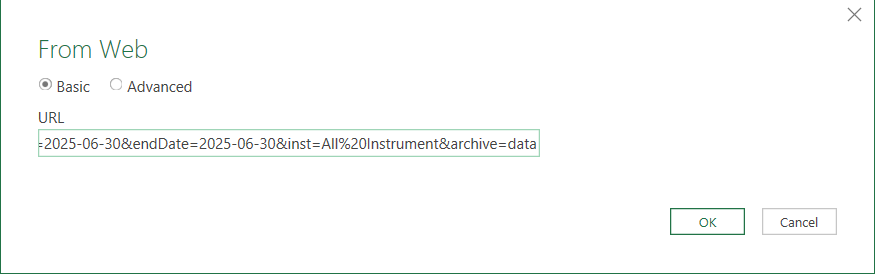 From Web
Basic Advanced
URL
=2025-06-30&endDate=2025-06-30&inst=All%20Instrument&archive=data
OK Cancel